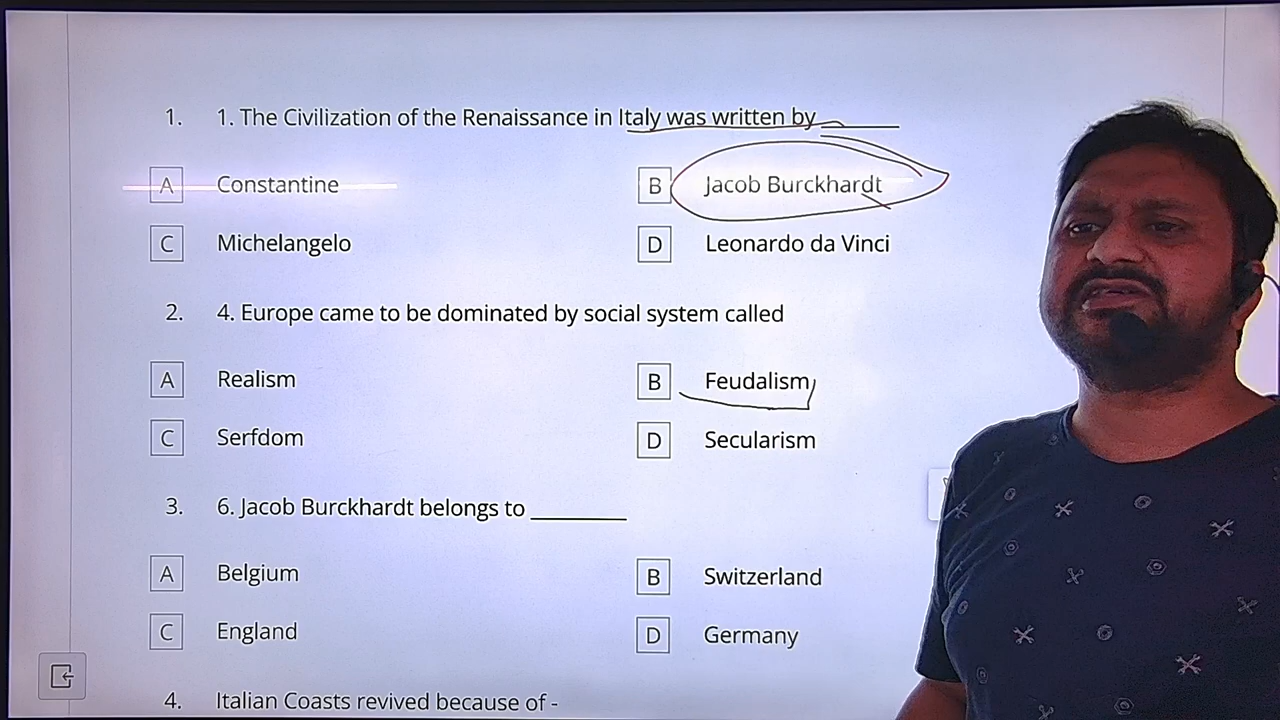 1. 1. The Civilization of the Renaissance in Italy was written by ________
A Constantine B Jacob Burckhardt
C Michelangelo D Leonardo da Vinci
2. 4. Europe came to be dominated by social system called
A Realism B Feudalism
C Serfdom D Secularism
3. 6. Jacob Burckhardt belongs to ________
A Belgium B Switzerland
C England D Germany
4. Italian Coasts revived because of -